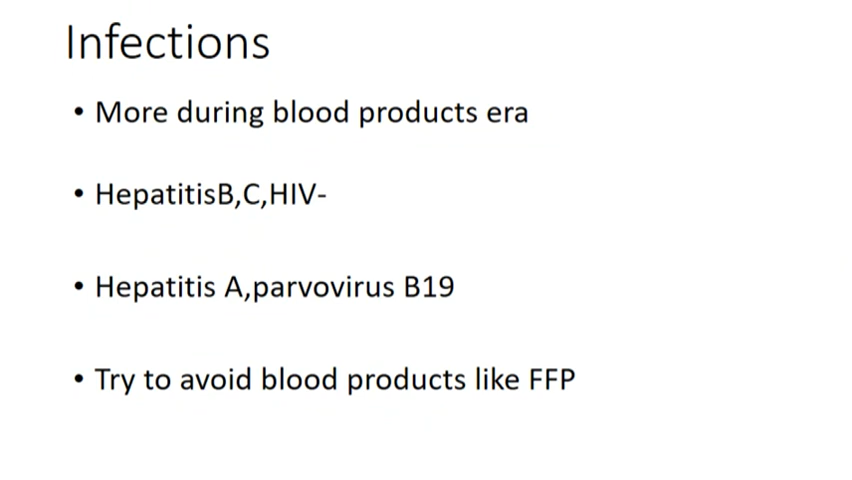 Infections
• More during blood products era
• HepatitisB,C,HIV-
• Hepatitis A,parvovirus B19
• Try to avoid blood products like FFP